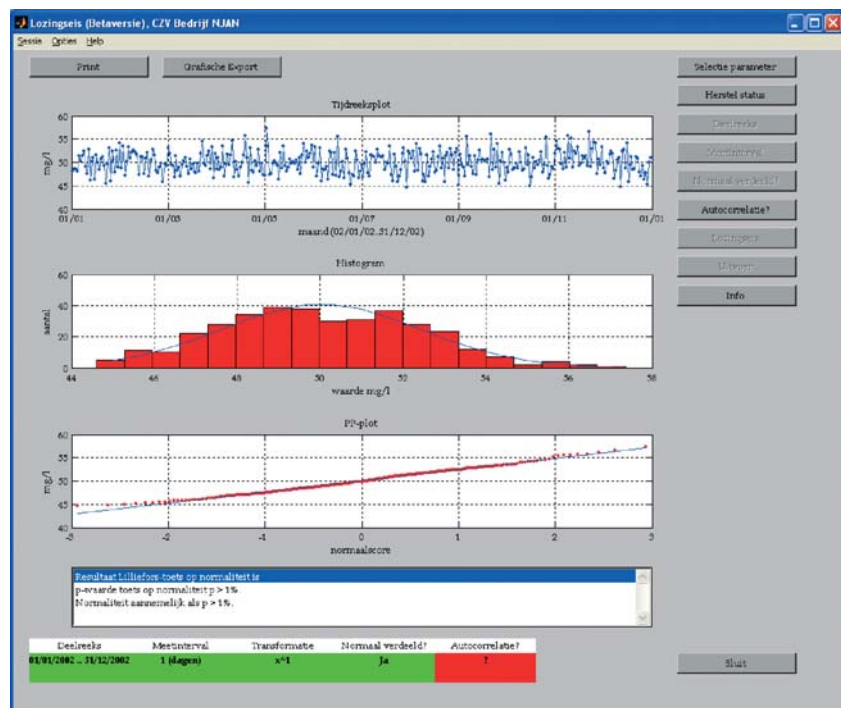 Lozingseis (Betaversie), CZV Bedrijf NJAN
Sessie Opties Help
Print Grafische Export Selectie parameter
Herstel status
Deelreeks
Meetinterval
Normaal verdeeld?
Autocorrelatie?
Lozingseis
Uitvoer
Info
Tijdreeksplot
mg/l
60
55
50
45
40
01/01 01/03 01/05 01/07 01/09 01/11 01/01
maand (02/01/02..31/12/02)
Histogram
aantal
60
40
20
0
44 46 48 50 52 54 56 58
waarde mg/l
PP-plot
mg/l
60
55
50
45
40
-3 -2 -1 0 1 2 3
normaalscore
Resultaat Lilliefors-toets op normaliteit is
p-waarde toets op normaliteit p > 1%.
Normaliteit aannemelijk als p > 1%.
Deelreeks Meetinterval Transformatie Normaal verdeeld? Autocorrelatie?
01/01/2002 .. 31/12/2002 1 (dagen) x^1 Ja ?
Sluit